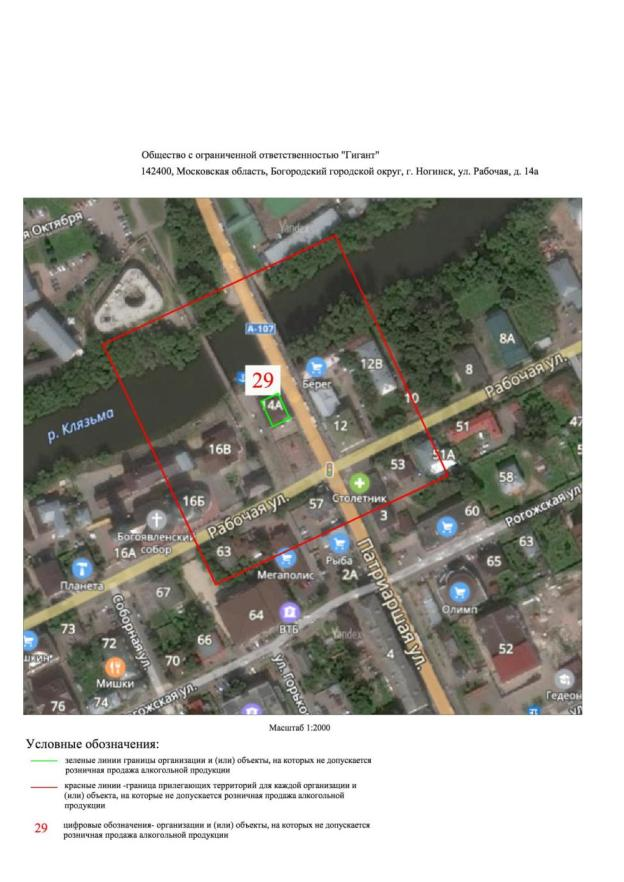 Общество с ограниченной ответственностью "Гигант"
142400, Московская область, Богородский городской округ, г. Ногинск, ул. Рабочая, д. 14а
я Октября
Yandex
А-107
8А
12В
8
Рабочая ул.
Берег
29
14А
10
р. Клязьма
12
51
47
16В
51А
53
58
16Б
Столетник
Рабочая ул.
57
3
60
Рогожская ул.
Богоявленский
собор
16А
63
Рыба
2А
63
Мегаполис
65
Планета
67
Патриаршая ул.
Олимп
64
ВТБ
Yandex
73
Соборная ул.
72
66
70
4
52
Мишки
ул. Горько
76
74
гожская ул.
Гедеон
Масштаб 1:2000
Условные обозначения:
зеленые линии границы организации и (или) объекты, на которых не допускается
розничная продажа алкогольной продукции
красные линии -граница прилегающих территорий для каждой организации и
(или) объекта, на которые не допускается розничная продажа алкогольной
продукции
29 цифровые обозначения- организации и (или) объекты, на которых не допускается
розничная продажа алкогольной продукции